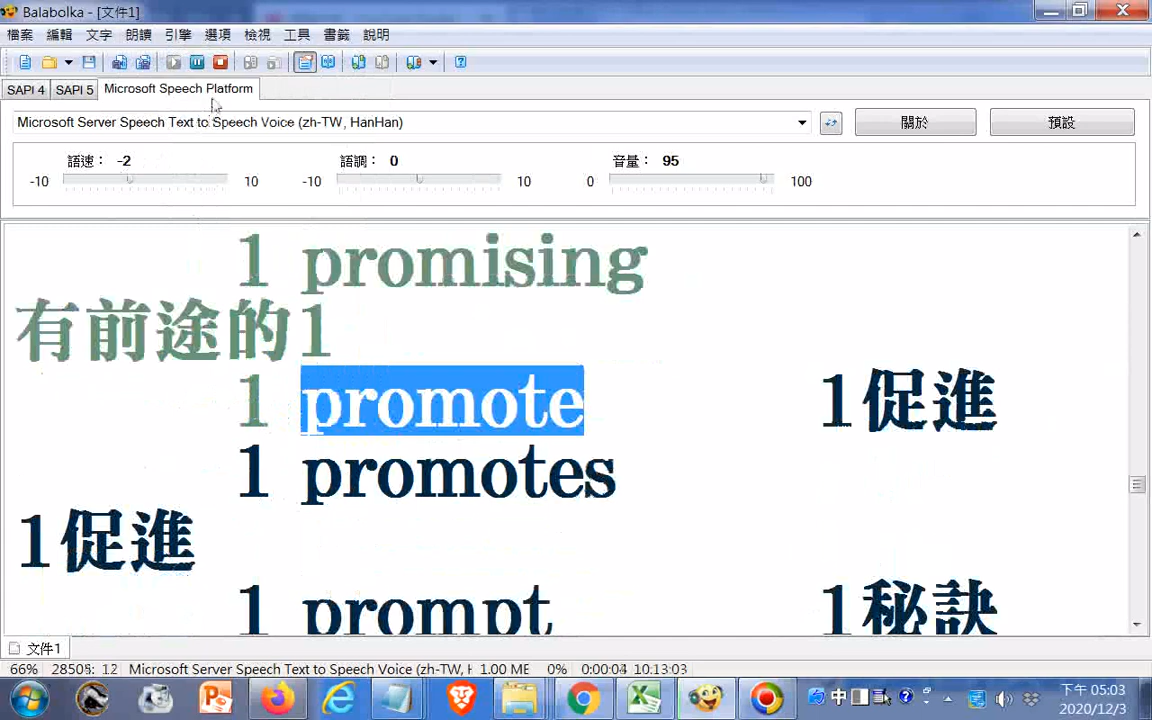 Balabolka - [文件1]
檔案 編輯 文字 朗讀 引擎 選項 檢視 工具 書籤 說明
SAPI 4 SAPI 5 Microsoft Speech Platform
Microsoft Server Speech Text to Speech Voice (zh-TW, HanHan) 關於 預設
語速： -2 語調： 0 音量： 95
-10 10 -10 10 0 100
1 promising
有前途的1
1 promote 1促進
1 promotes
1促進
1 prompt 1秘訣
文件1
66% 28505: 12 Microsoft Server Speech Text to Speech Voice (zh-TW, H 1.00 ME 0% 0:00:04 10:13:03
中 下午 05:03
2020/12/3